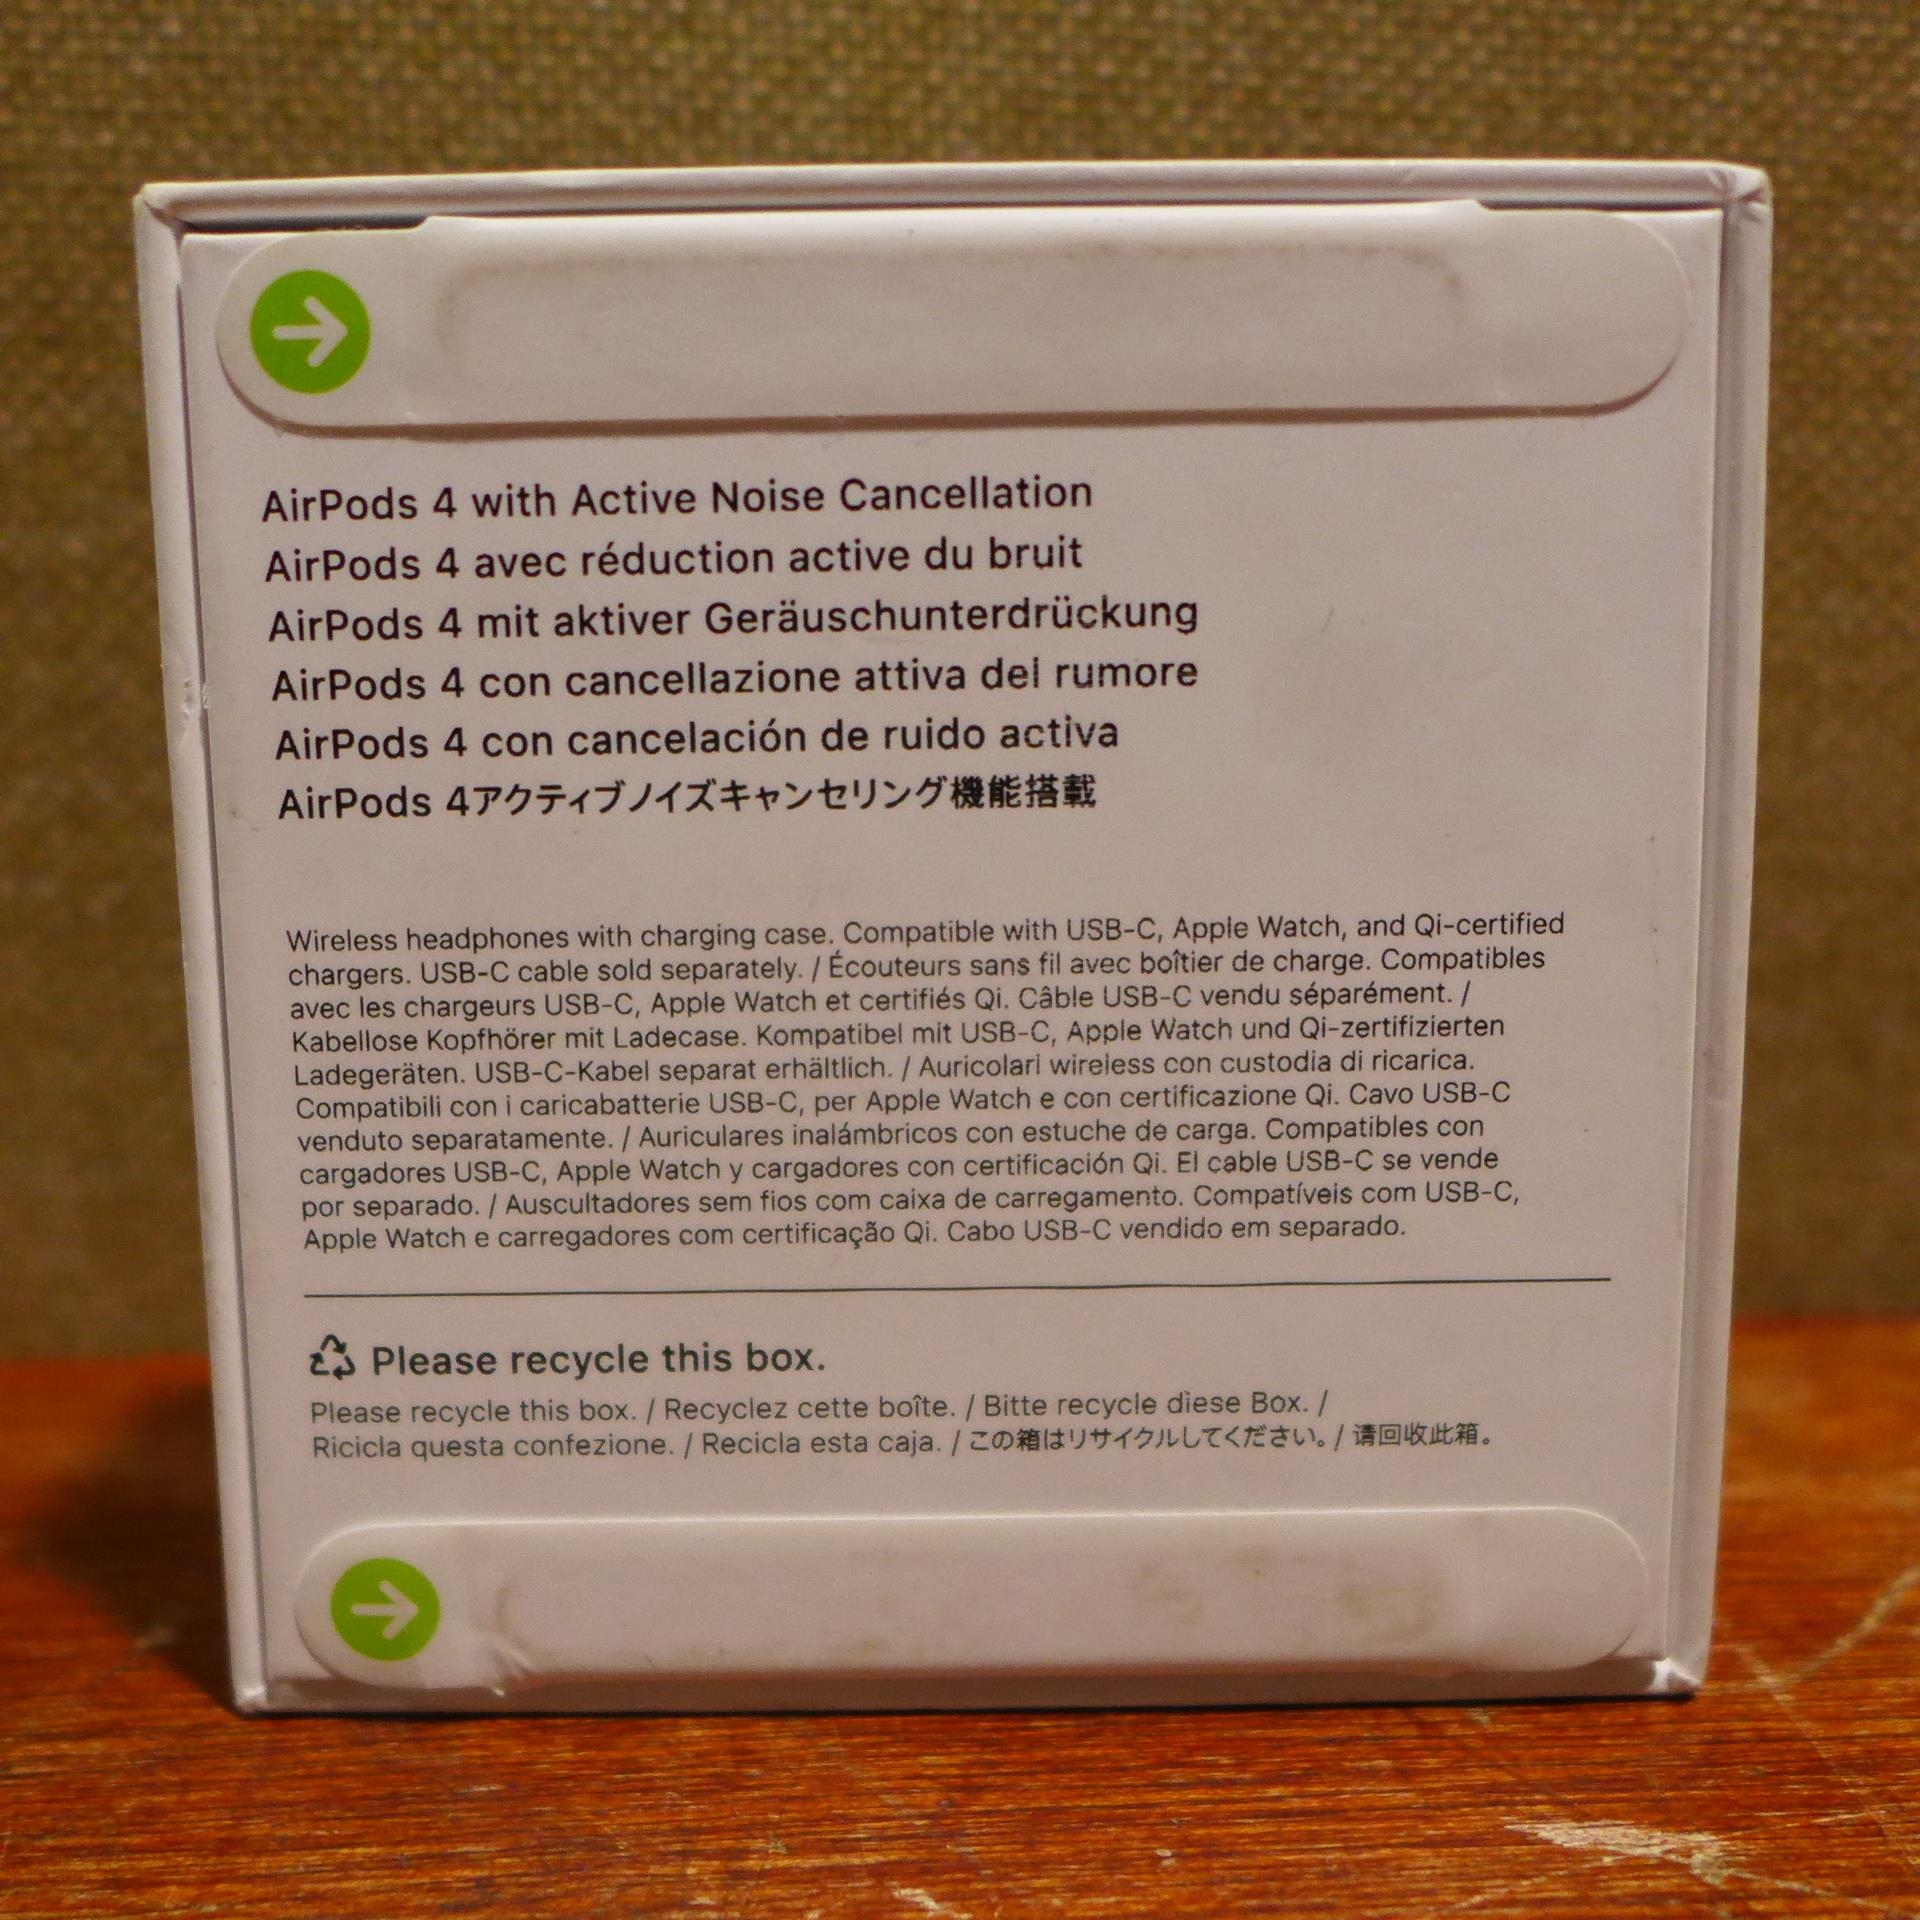 AirPods 4 with Active Noise Cancellation
AirPods 4 avec réduction active du bruit
AirPods 4 mit aktiver Geräuschunterdrückung
AirPods 4 con cancellazione attiva del rumore
AirPods 4 con cancelación de ruido activa
AirPods 4アクティブノイズキャンセリング機能搭載
Wireless headphones with charging case. Compatible with USB-C, Apple Watch, and Qi-certified
chargers. USB-C cable sold separately. / Écouteurs sans fil avec boîtier de charge. Compatibles
avec les chargeurs USB-C, Apple Watch et certifiés Qi. Câble USB-C vendu séparément. /
Kabellose Kopfhörer mit Ladecase. Kompatibel mit USB-C, Apple Watch und Qi-zertifizierten
Ladegeräten. USB-C-Kabel separat erhältlich. / Auricolari wireless con custodia di ricarica.
Compatibili con i caricabatterie USB-C, per Apple Watch e con certificazione Qi. Cavo USB-C
venduto separatamente. / Auriculares inalámbricos con estuche de carga. Compatibles con
cargadores USB-C, Apple Watch y cargadores con certificación Qi. El cable USB-C se vende
por separado. / Auscultadores sem fios com caixa de carregamento. Compatíveis com USB-C,
Apple Watch e carregadores com certificação Qi. Cabo USB-C vendido em separado.
Please recycle this box.
Please recycle this box. / Recyclez cette boîte. / Bitte recycle diese Box. /
Ricicla questa confezione. / Recicla esta caja. / この箱はリサイクルしてください。/ 请回收此箱。